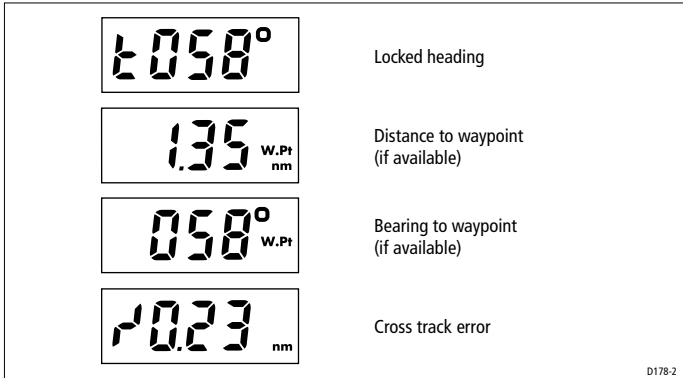 t058°
Locked heading
1.35 W.Pt nm
Distance to waypoint
(if available)
058° W.Pt
Bearing to waypoint
(if available)
0.23 nm
Cross track error
D178-2